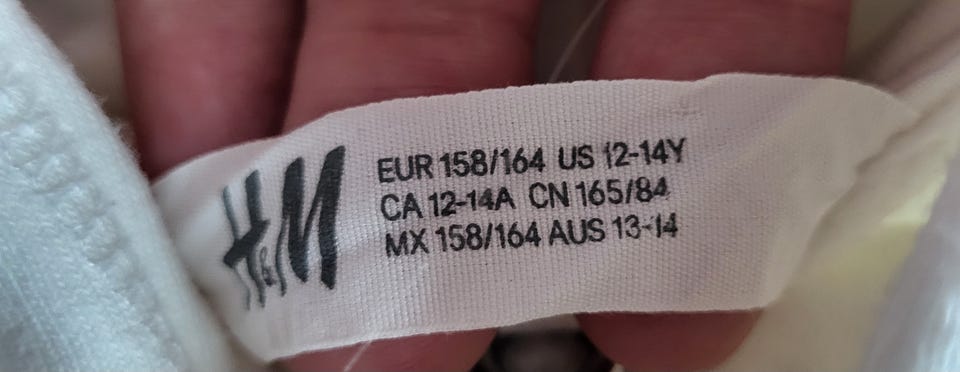 H&M
EUR 158/164 US 12-14Y
CA 12-14A CN 165/84
MX 158/164 AUS 13-14